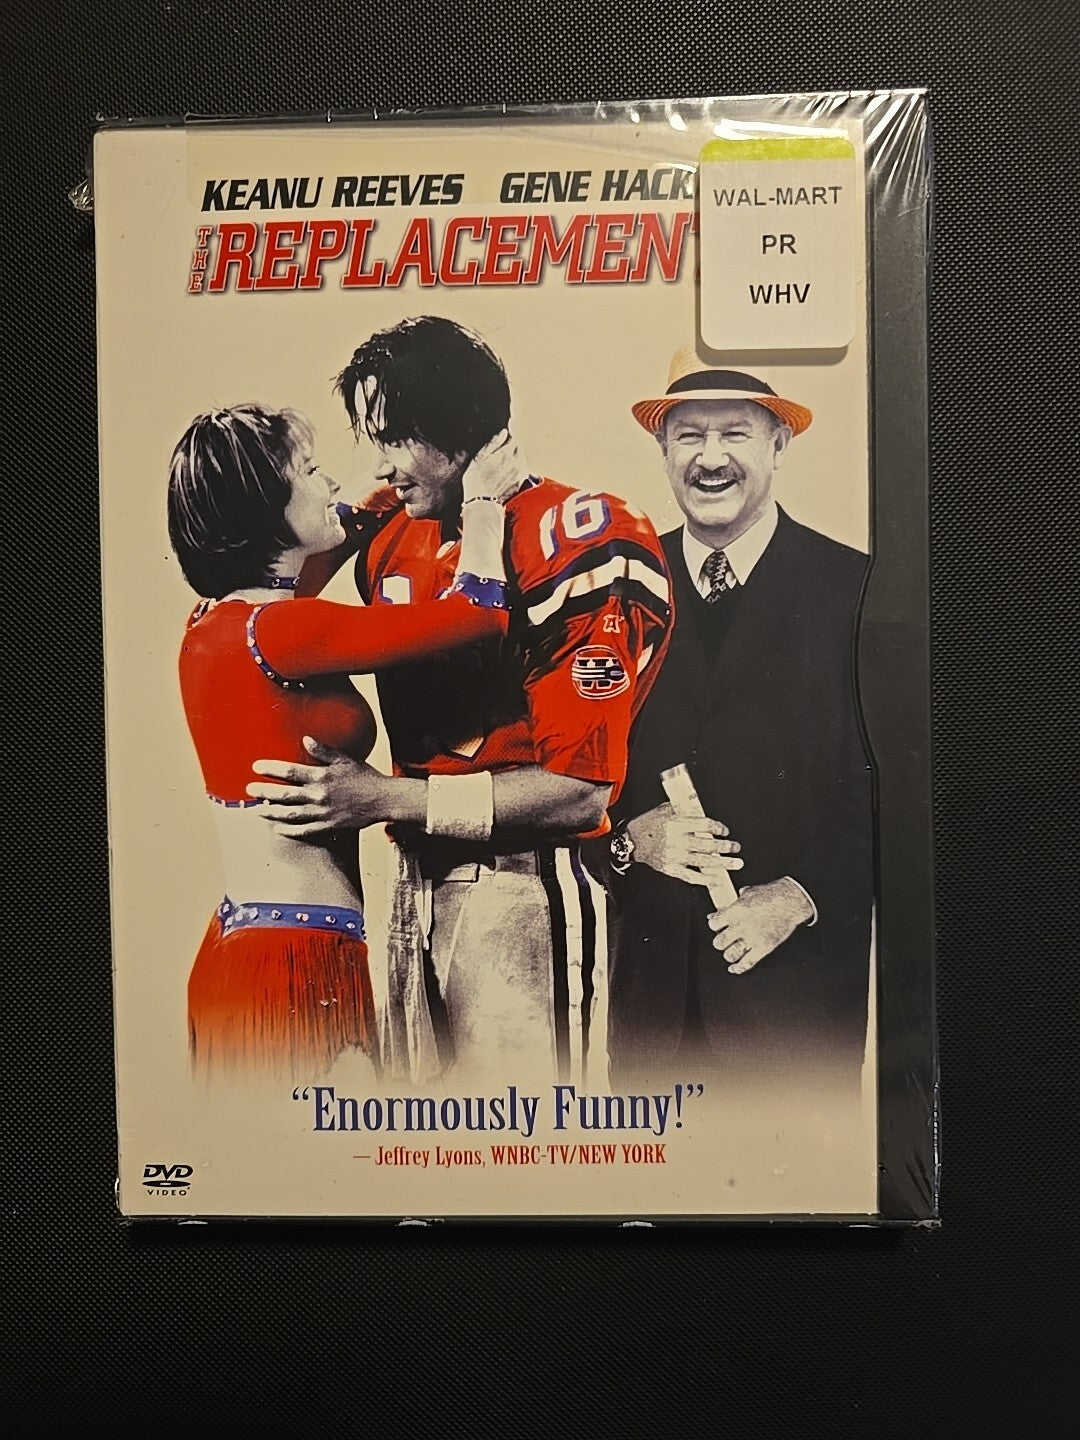 KEANU REEVES GENE HACK
THE REPLACEMEN
WAL-MART
PR
WHV
16
"Enormously Funny!"
— Jeffrey Lyons, WNBC-TV/NEW YORK
DVD
VIDEO